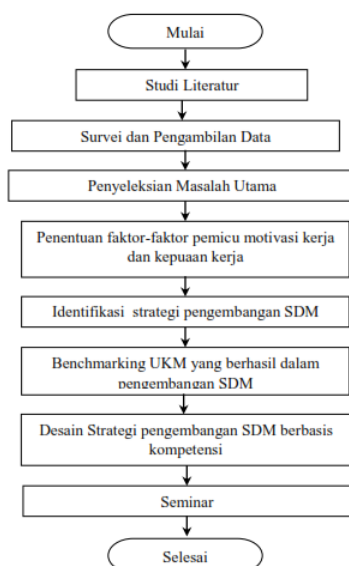 Mulai
Studi Literatur
Survei dan Pengambilan Data
Penyeleksian Masalah Utama
Penentuan faktor-faktor pemicu motivasi kerja
dan kepuaan kerja
Identifikasi strategi pengembangan SDM
Benchmarking UKM yang berhasil dalam
pengembangan SDM
Desain Strategi pengembangan SDM berbasis
kompetensi
Seminar
Selesai